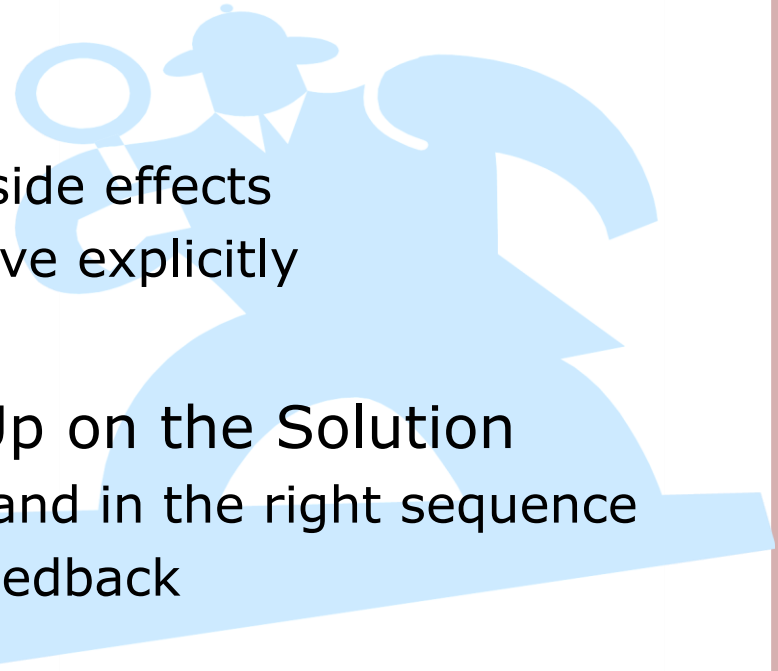 side effects
ve explicitly
Up on the Solution
and in the right sequence
edback